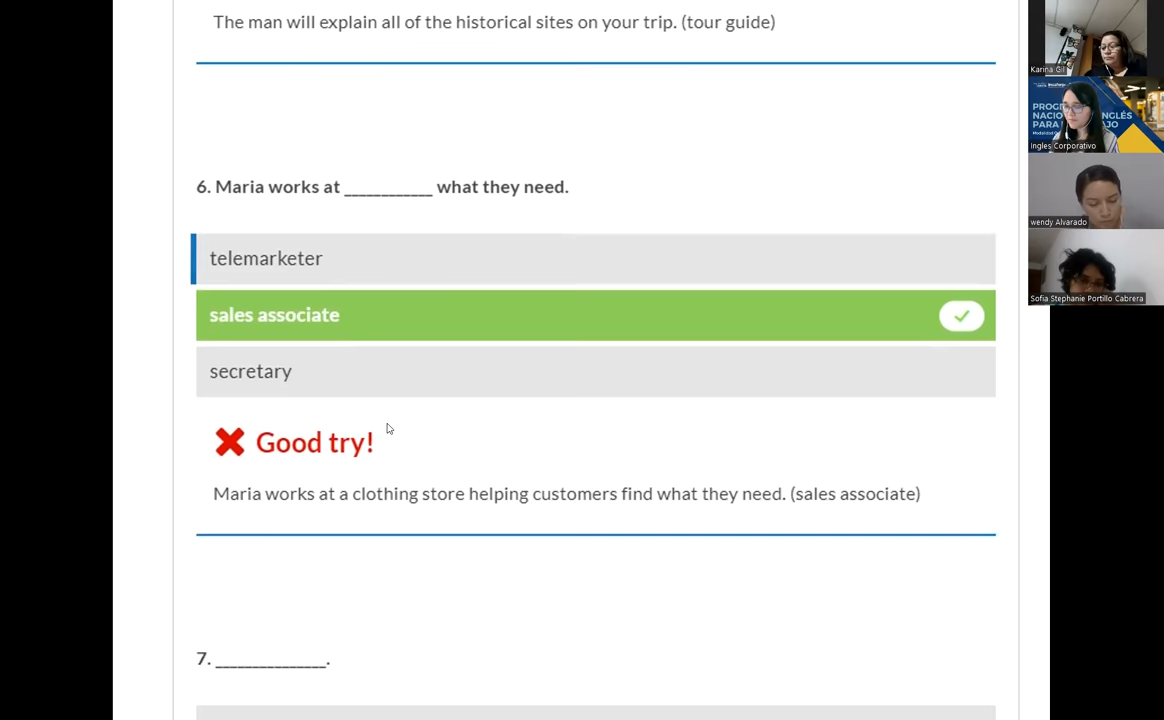 The man will explain all of the historical sites on your trip. (tour guide)
6. Maria works at ____________ what they need.
telemarketer
sales associate
secretary
Good try!
Maria works at a clothing store helping customers find what they need. (sales associate)
7. _______________.
Karina Gil
Ingles Corporativo
wendy Alvarado
Sofia Stephanie Portillo Cabrera